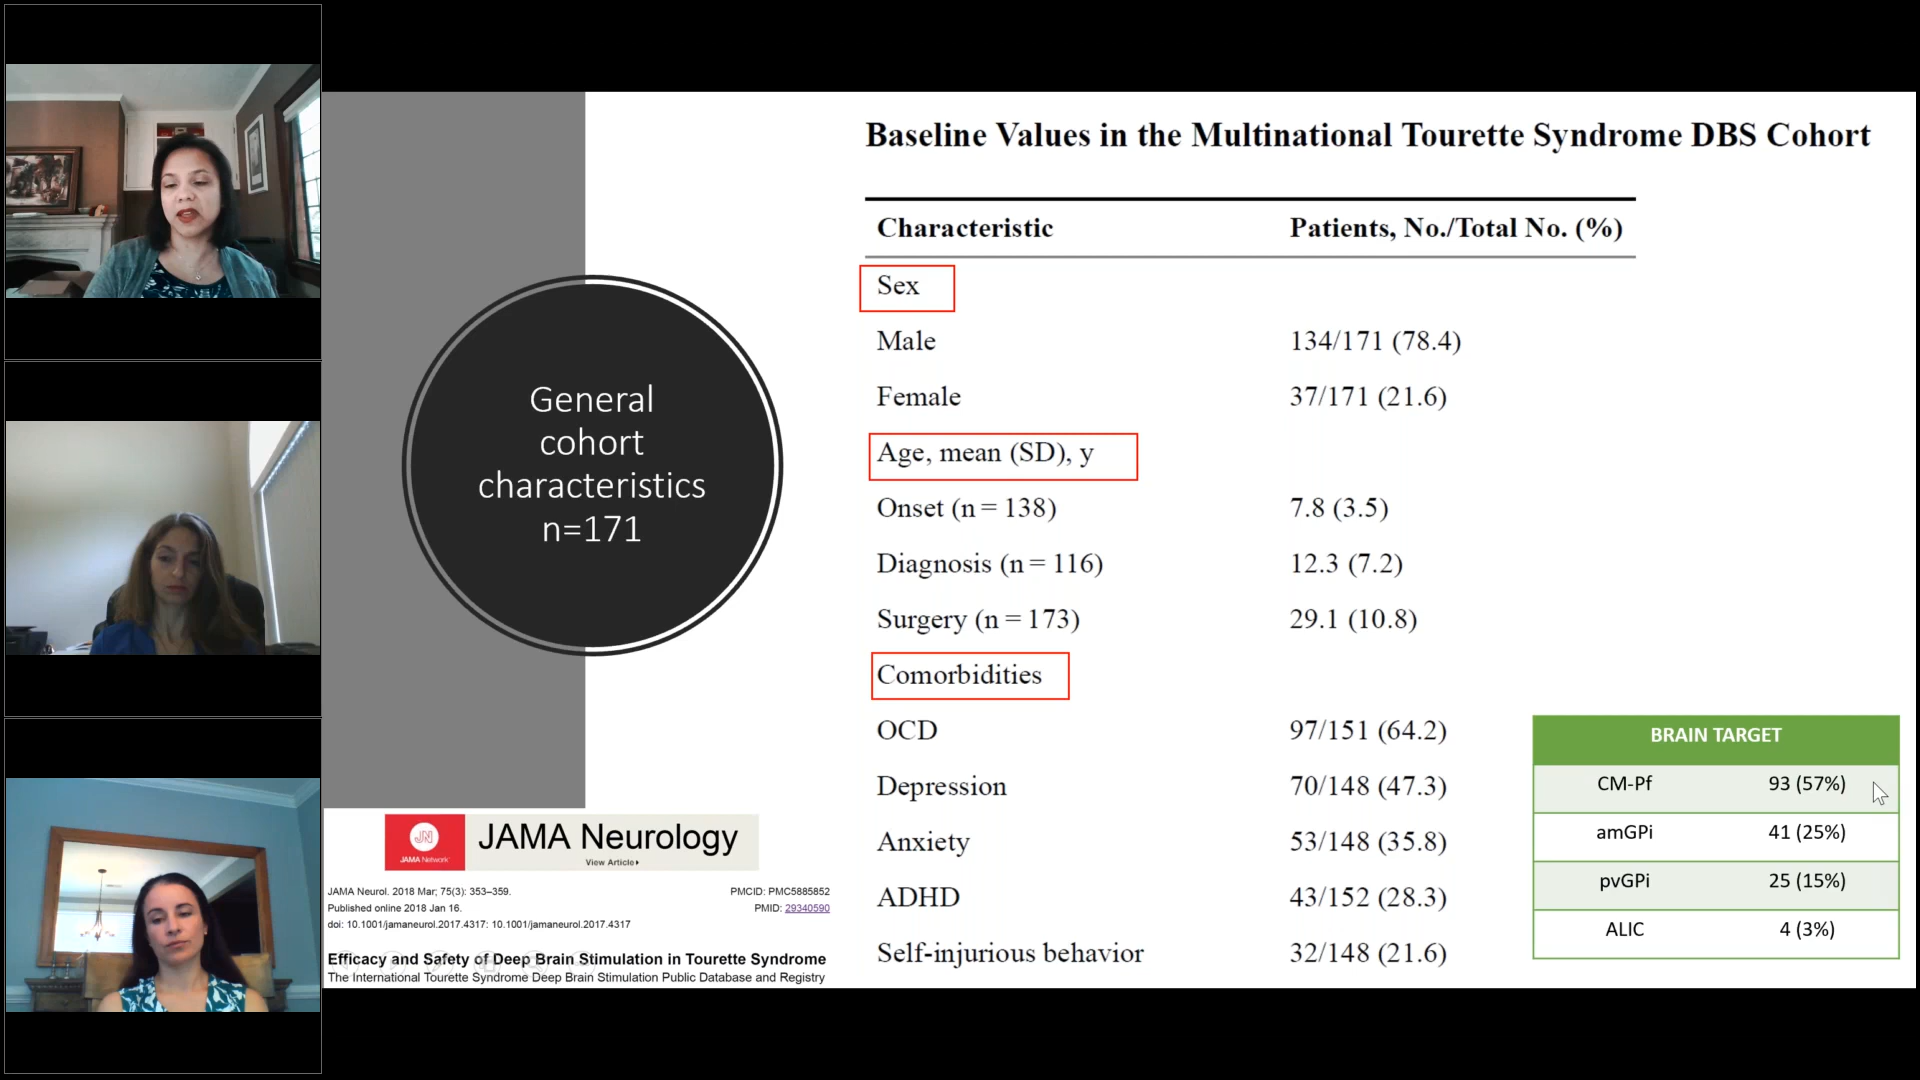 Baseline Values in the Multinational Tourette Syndrome DBS Cohort
Characteristic Patients, No./Total No. (%)
Sex
Male 134/171 (78.4)
Female 37/171 (21.6)
Age, mean (SD), y
Onset (n = 138) 7.8 (3.5)
Diagnosis (n = 116) 12.3 (7.2)
Surgery (n = 173) 29.1 (10.8)
Comorbidities
OCD 97/151 (64.2)
Depression 70/148 (47.3)
Anxiety 53/148 (35.8)
ADHD 43/152 (28.3)
Self-injurious behavior 32/148 (21.6)
General
cohort
characteristics
n=171
BRAIN TARGET
CM-Pf 93 (57%)
amGPi 41 (25%)
pvGPi 25 (15%)
ALIC 4 (3%)
JN
JAMA Network
JAMA Neurology
View Article
JAMA Neurol. 2018 Mar; 75(3): 353–359. PMCID: PMC5885852
Published online 2018 Jan 16. PMID: 29340590
doi: 10.1001/jamaneurol.2017.4317: 10.1001/jamaneurol.2017.4317
Efficacy and Safety of Deep Brain Stimulation in Tourette Syndrome
The International Tourette Syndrome Deep Brain Stimulation Public Database and Registry